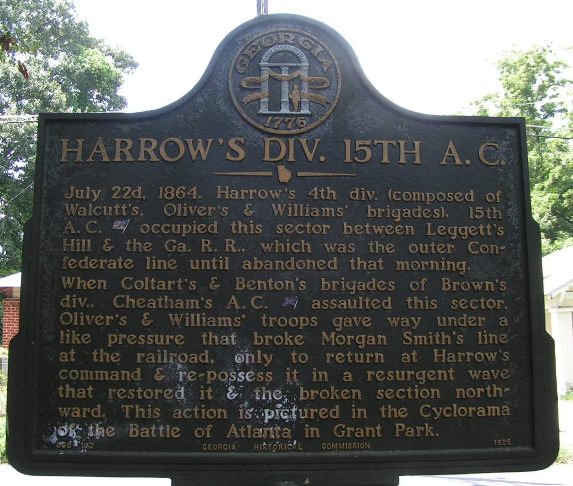 GEORGIA
1776
HARROW'S DIV. 15TH A. C.
July 22d, 1864. Harrow's 4th div. (composed of
Walcutt's, Oliver's & Williams' brigades), 15th
A. C. occupied this sector between Leggett's
Hill & the Ga. R. R., which was the outer Con-
federate line until abandoned that morning.
When Coltart's & Benton's brigades of Brown's
div., Cheatham's A. C. assaulted this sector,
Oliver's & Williams' troops gave way under a
like pressure that broke Morgan Smith's line
at the railroad, only to return at Harrow's
command & re-possess it in a resurgent wave
that restored it & the broken section north-
ward. This action is pictured in the Cyclorama
of the Battle of Atlanta in Grant Park.
GEORGIA HISTORICAL COMMISSION